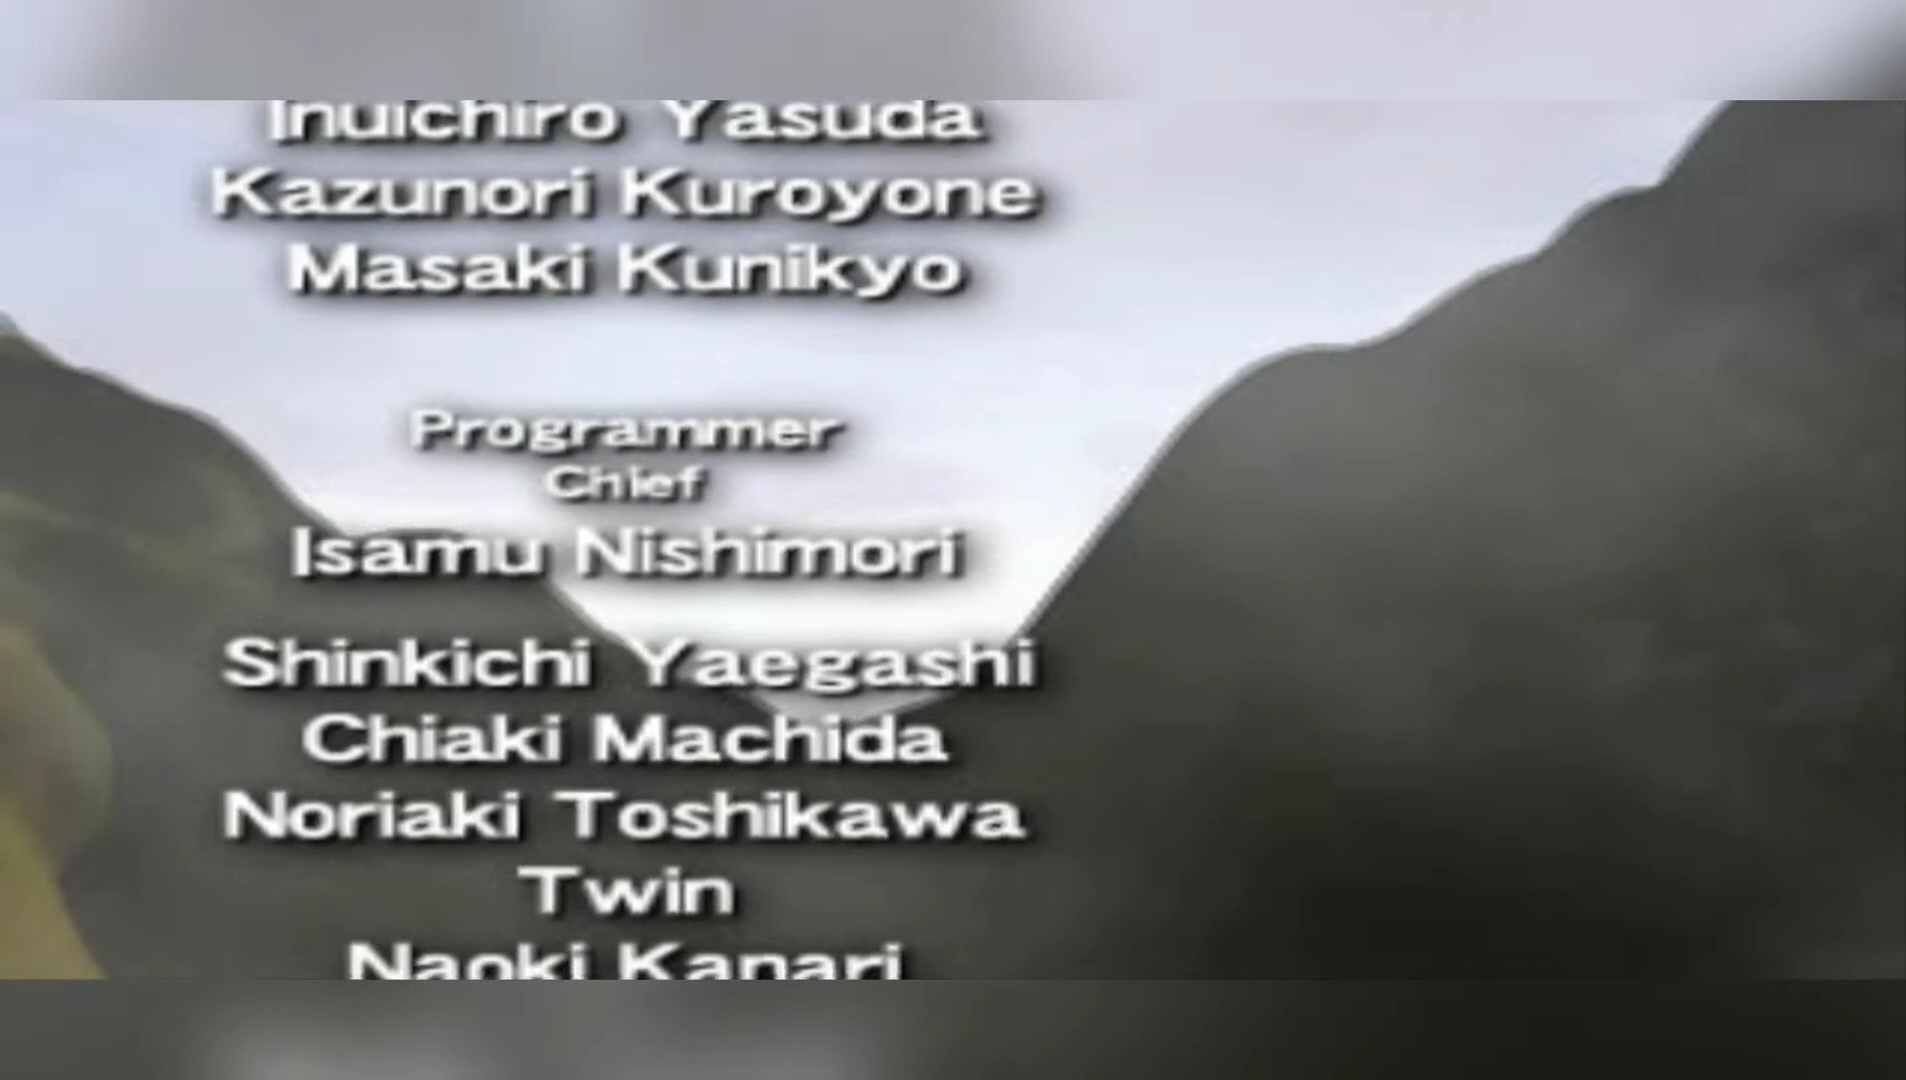 Inuichiro Yasuda
Kazunori Kuroyone
Masaki Kunikyo
Programmer
Chief
Isamu Nishimori
Shinkichi Yaegashi
Chiaki Machida
Noriaki Toshikawa
Twin
Naoki Kanari